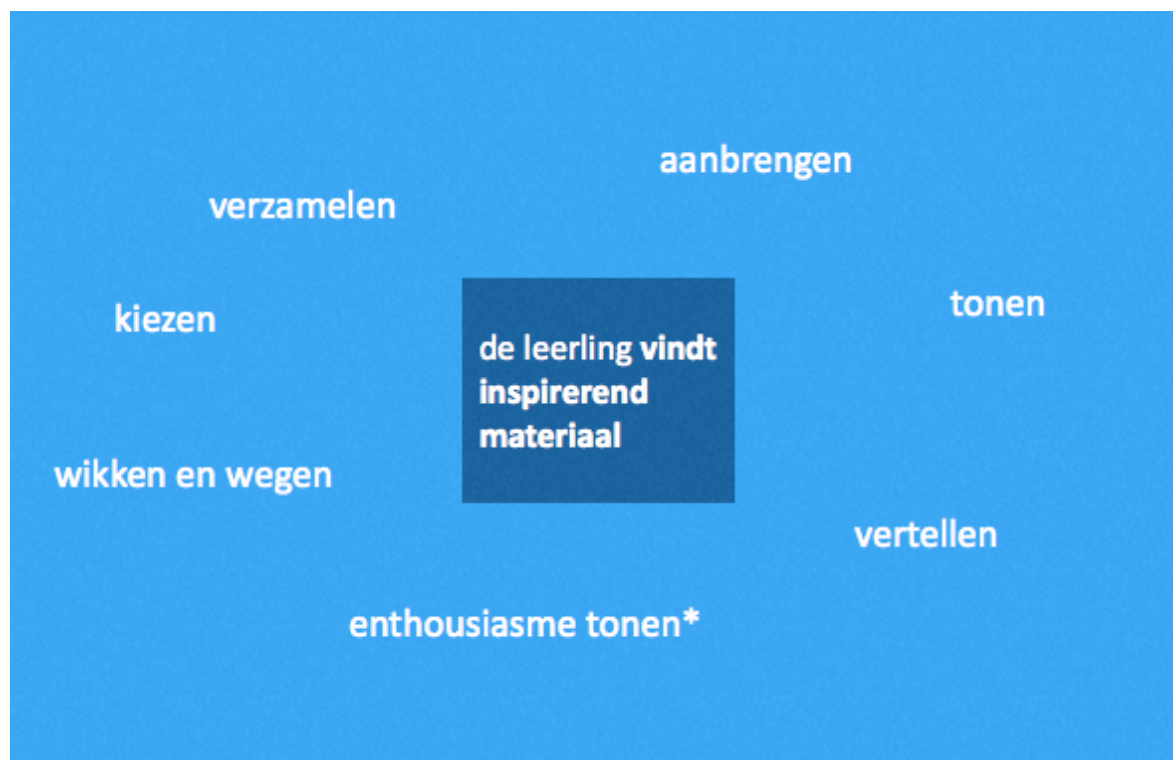 aanbrengen
verzamelen
tonen
kiezen
de leerling vindt
inspirerend
materiaal
wikken en wegen
vertellen
enthousiasme tonen*